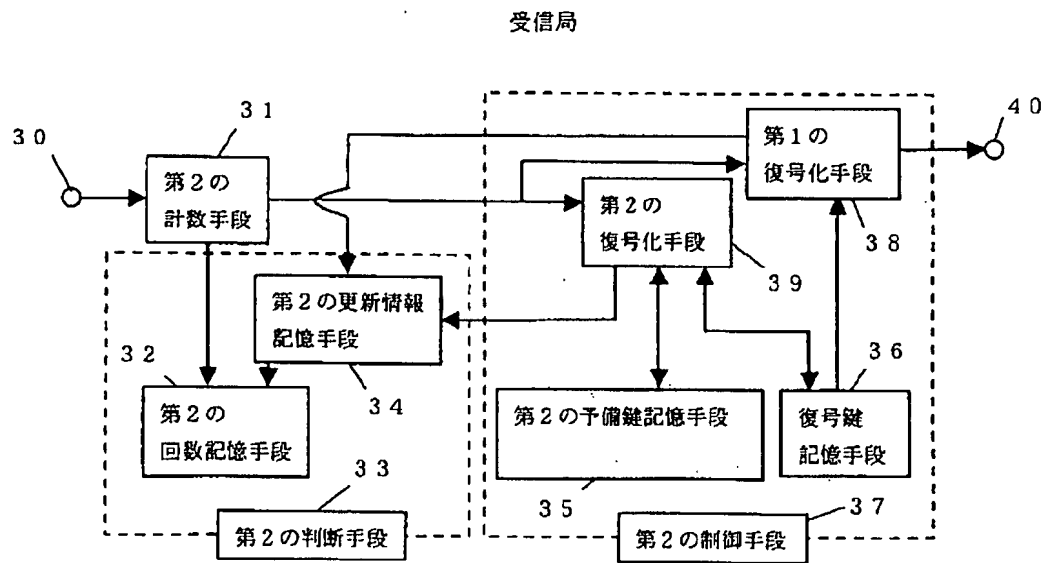 受信局
３０
３１
第２の
計数手段
第１の
復号化手段
４０
３８
第２の
復号化手段
３９
第２の更新情報
記憶手段
３４
３２
第２の
回数記憶手段
３３
第２の判断手段
第２の予備鍵記憶手段
３５
３６
復号鍵
記憶手段
３７
第２の制御手段